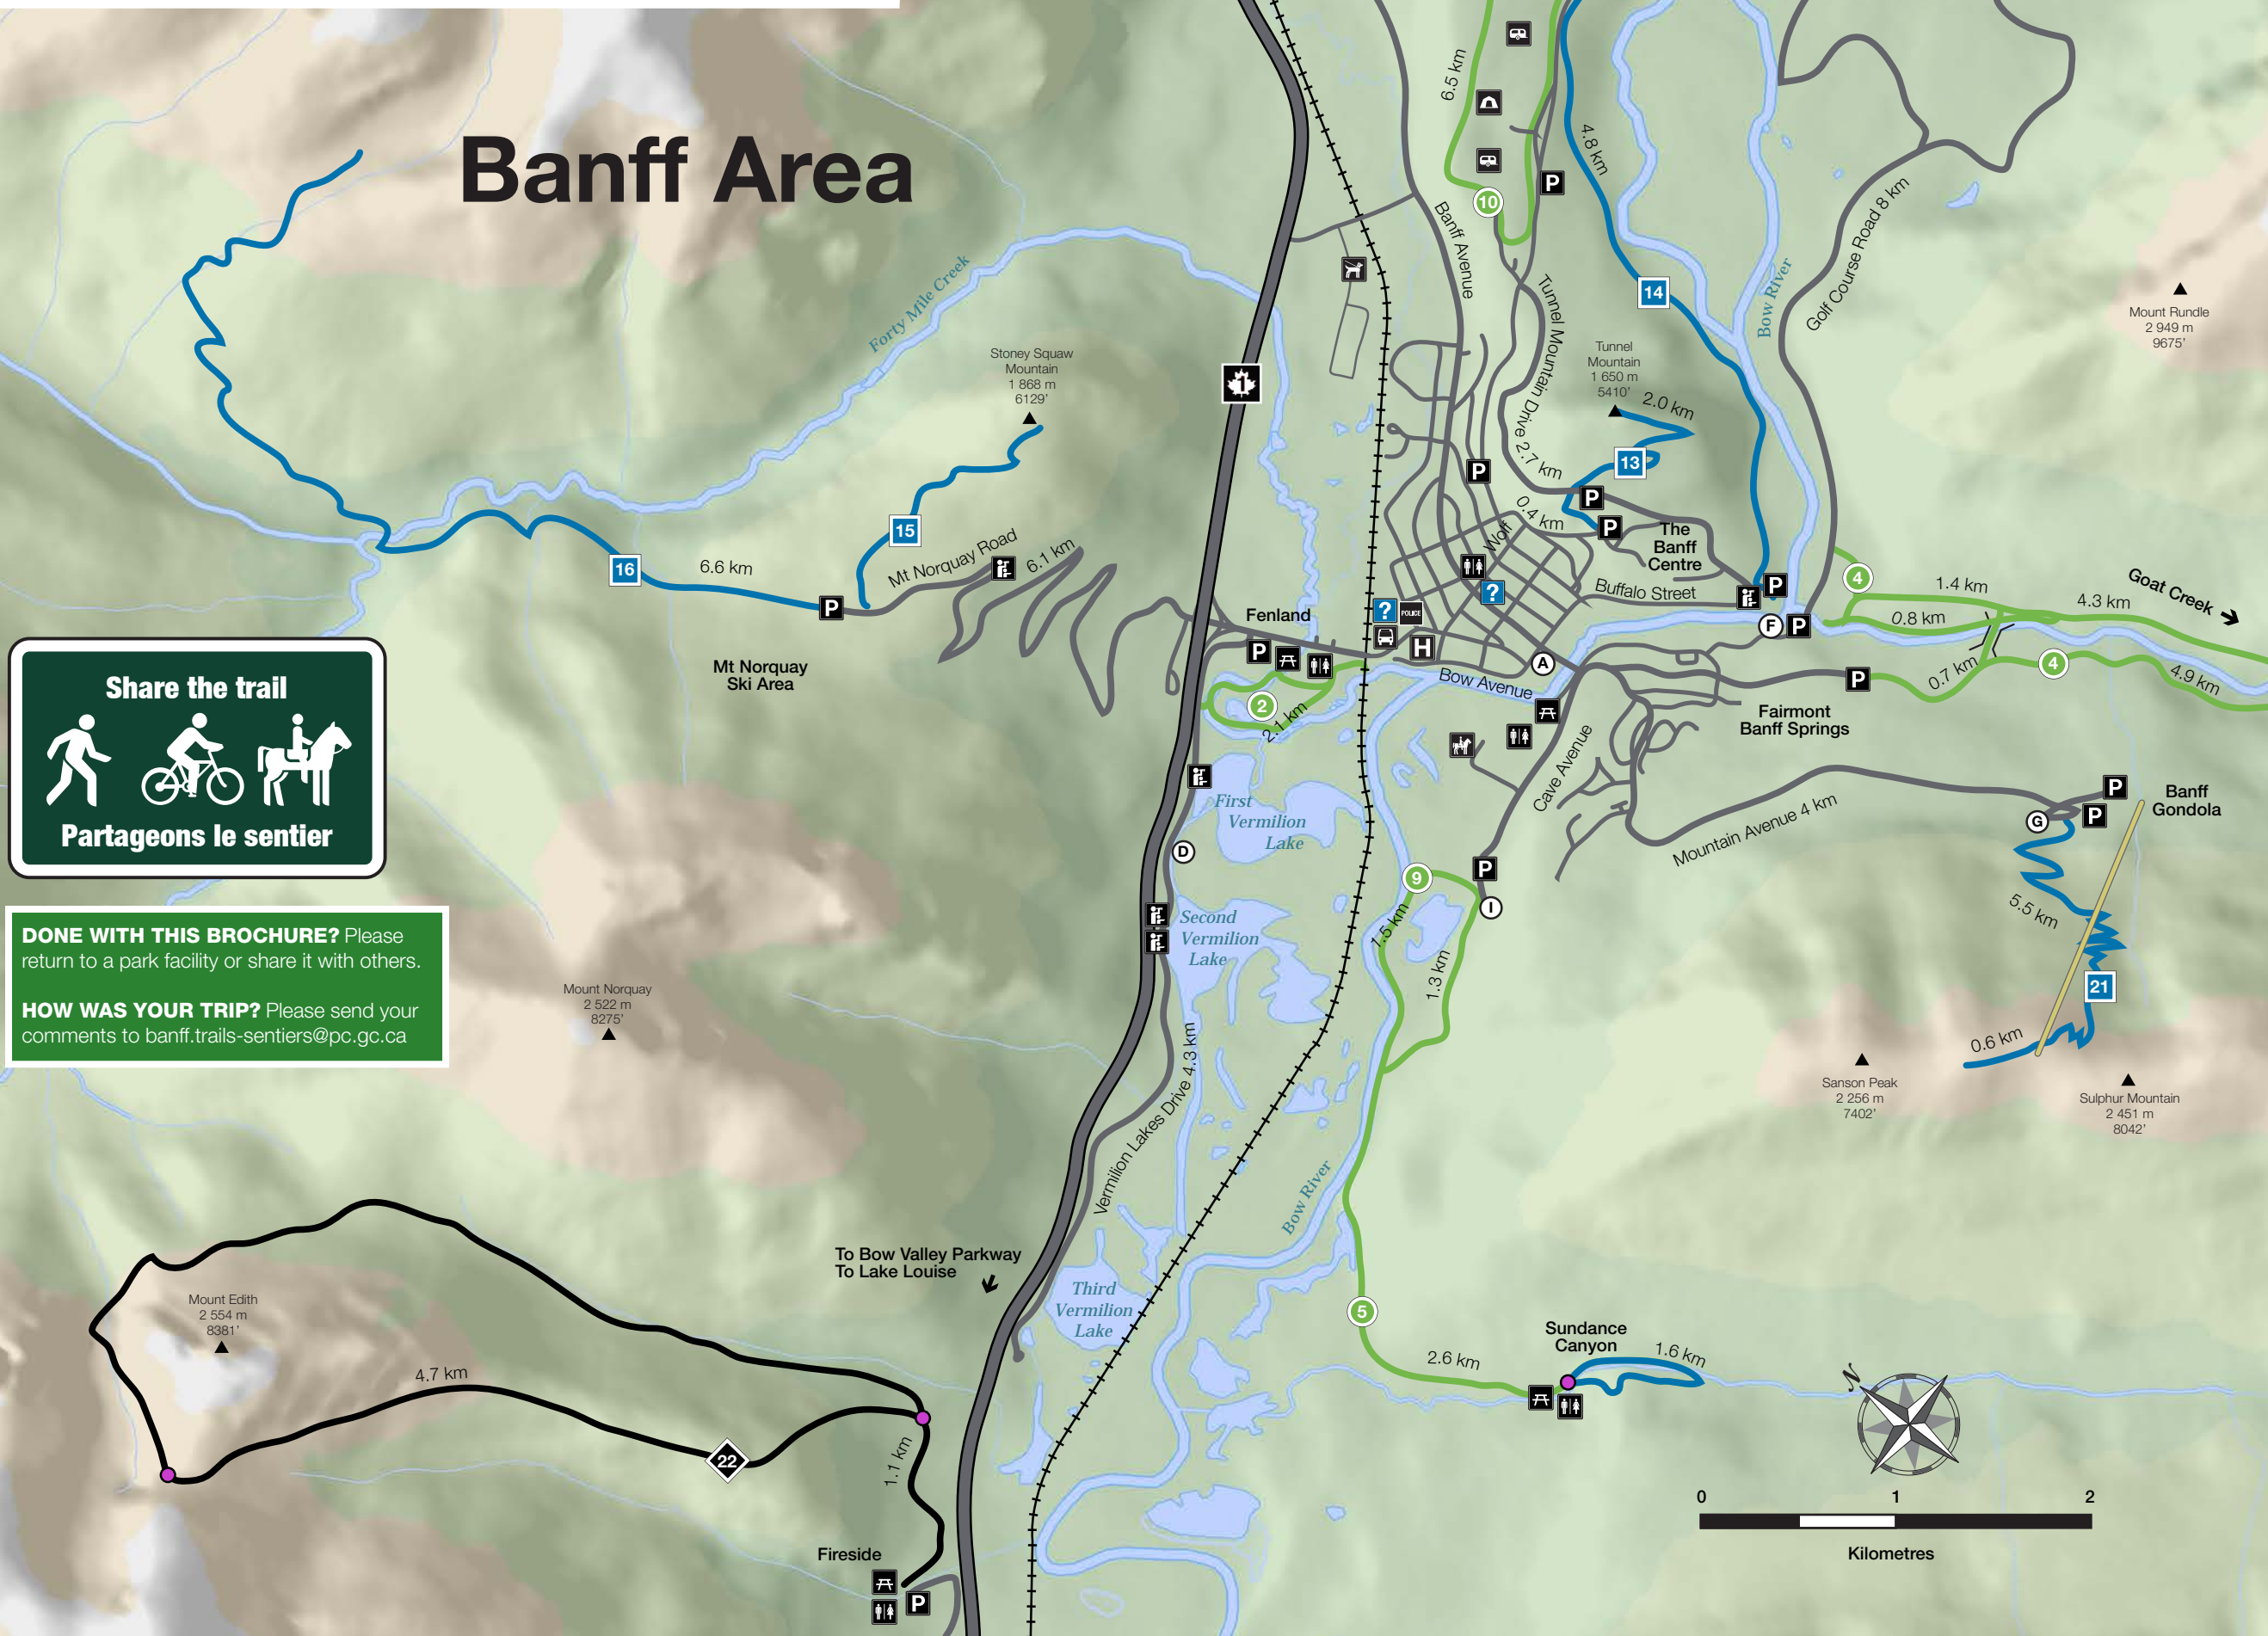 Banff Area
6.5 km
10
4.8 km
14
Bow River
Golf Course Road 8 km
Mount Rundle
2 949 m
9675'
Banff Avenue
Tunnel Mountain Drive 2.7 km
Tunnel
Mountain
1 650 m
5410'
2.0 km
13
P
P
P
P
0.4 km
Wolf
The
Banff
Centre
Buffalo Street
Forty Mile Creek
1
Stoney Squaw
Mountain
1 868 m
6129'
15
Mt Norquay Road
6.1 km
16
6.6 km
P
Mt Norquay
Ski Area
Fenland
P
2
2.1 km
?
POLICE
?
H
A
Bow Avenue
P
F
P
4
1.4 km
0.8 km
4.3 km
Goat Creek
0.7 km
4
4.9 km
P
Fairmont
Banff Springs
Cave Avenue
Mountain Avenue 4 km
P
P
G
Banff
Gondola
5.5 km
21
0.6 km
Sanson Peak
2 256 m
7402'
Sulphur Mountain
2 451 m
8042'
Share the trail
Partageons le sentier
DONE WITH THIS BROCHURE? Please
return to a park facility or share it with others.
HOW WAS YOUR TRIP? Please send your
comments to banff.trails-sentiers@pc.gc.ca
Mount Norquay
2 522 m
8275'
First
Vermilion
Lake
D
Second
Vermilion
Lake
Vermilion Lakes Drive 4.3 km
P
I
9
1.5 km
1.3 km
Bow River
To Bow Valley Parkway
To Lake Louise
Third
Vermilion
Lake
5
2.6 km
Sundance
Canyon
1.6 km
Mount Edith
2 554 m
8381'
4.7 km
22
1.1 km
Fireside
P
N
0 1 2
Kilometres